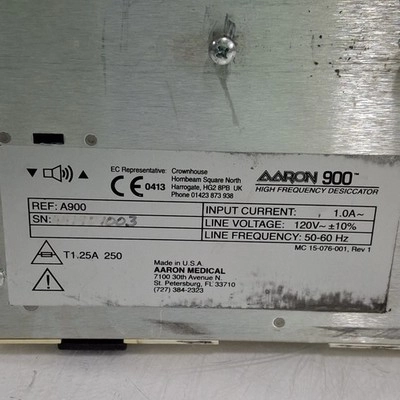 EC Representative: Crownhouse
Hornbeam Square North
Harrogate, HG2 8PB UK
Phone 01423 873 938
CE 0413
AARON 900™
HIGH FREQUENCY DESICCATOR
REF: A900
SN: 1003
INPUT CURRENT: 1.0A~
LINE VOLTAGE: 120V~ ±10%
LINE FREQUENCY: 50-60 Hz
MC 15-076-001, Rev 1
T1.25A 250
Made in U.S.A.
AARON MEDICAL
7100 30th Avenue N.
St. Petersburg, FL 33710
(727) 384-2323